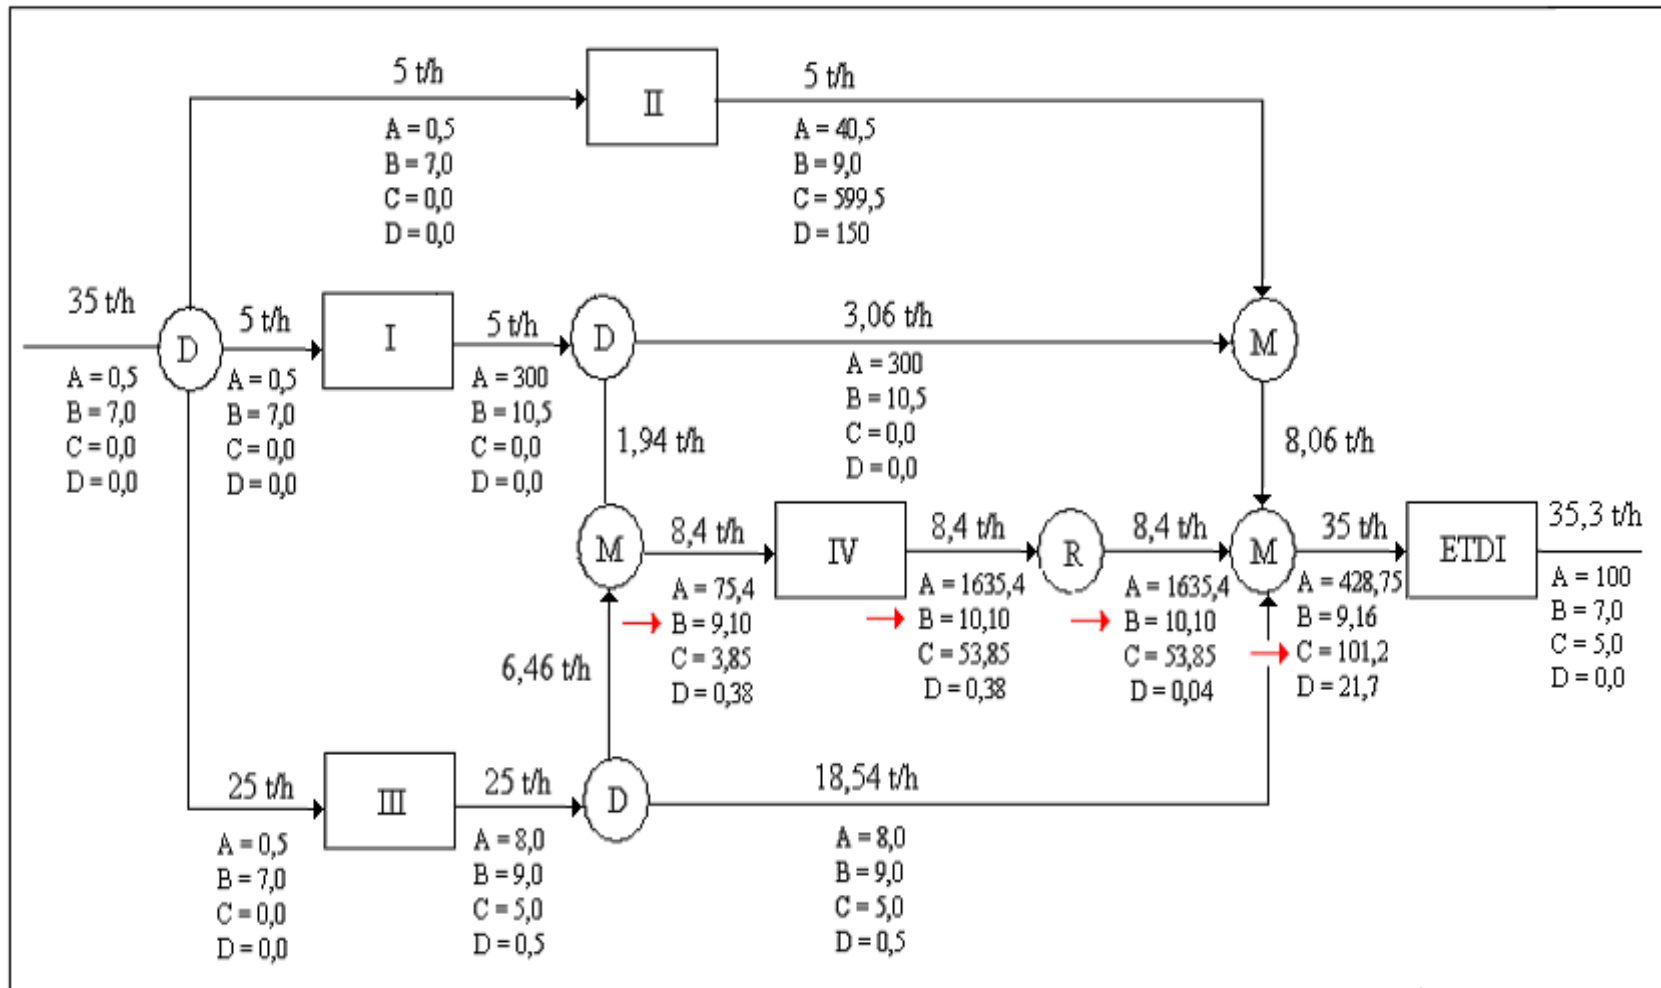 5 t/h
II
5 t/h
A = 0,5
B = 7,0
C = 0,0
D = 0,0
A = 40,5
B = 9,0
C = 599,5
D = 150
35 t/h
D
A = 0,5
B = 7,0
C = 0,0
D = 0,0
5 t/h
A = 0,5
B = 7,0
C = 0,0
D = 0,0
I
5 t/h
A = 300
B = 10,5
C = 0,0
D = 0,0
D
3,06 t/h
A = 300
B = 10,5
C = 0,0
D = 0,0
M
1,94 t/h
8,06 t/h
M
8,4 t/h
A = 75,4
B = 9,10
C = 3,85
D = 0,38
IV
8,4 t/h
A = 1635,4
B = 10,10
C = 53,85
D = 0,38
R
8,4 t/h
A = 1635,4
B = 10,10
C = 53,85
D = 0,04
M
35 t/h
A = 428,75
B = 9,16
C = 101,2
D = 21,7
ETDI
35,3 t/h
A = 100
B = 7,0
C = 5,0
D = 0,0
6,46 t/h
25 t/h
A = 0,5
B = 7,0
C = 0,0
D = 0,0
III
25 t/h
A = 8,0
B = 9,0
C = 5,0
D = 0,5
D
18,54 t/h
A = 8,0
B = 9,0
C = 5,0
D = 0,5